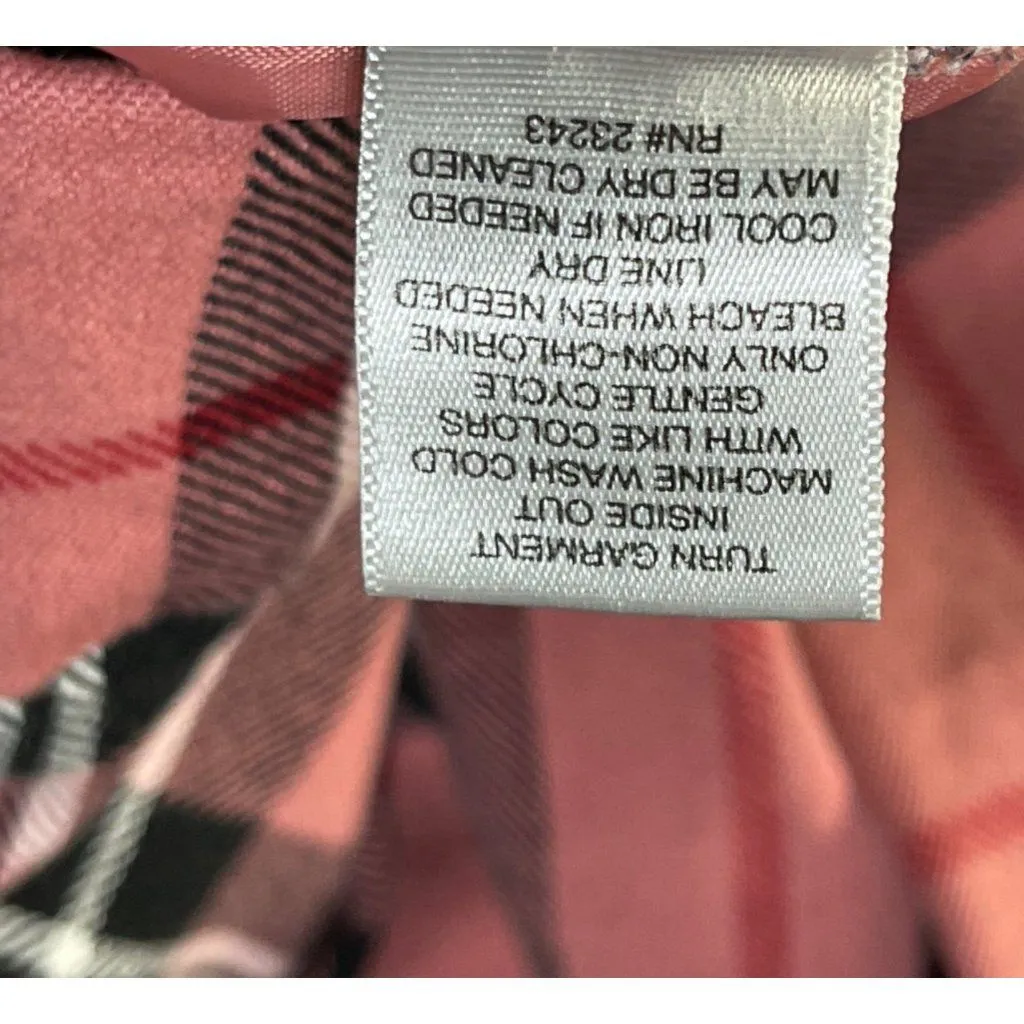 TURN GARMENT
INSIDE OUT
MACHINE WASH COLD
WITH LIKE COLORS
GENTLE CYCLE
ONLY NON-CHLORINE
BLEACH WHEN NEEDED
LINE DRY
COOL IRON IF NEEDED
MAY BE DRY CLEANED
RN# 23243